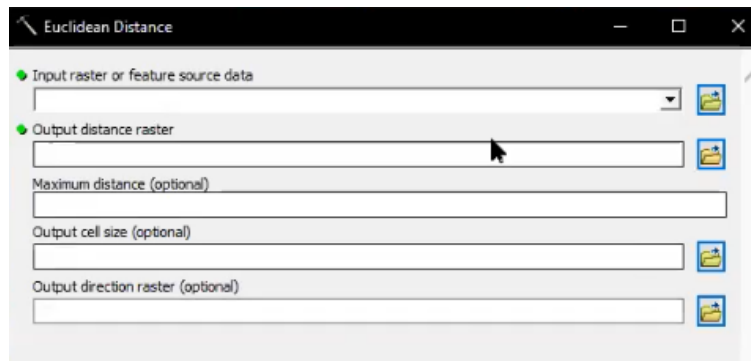 Euclidean Distance
Input raster or feature source data
Output distance raster
Maximum distance (optional)
Output cell size (optional)
Output direction raster (optional)